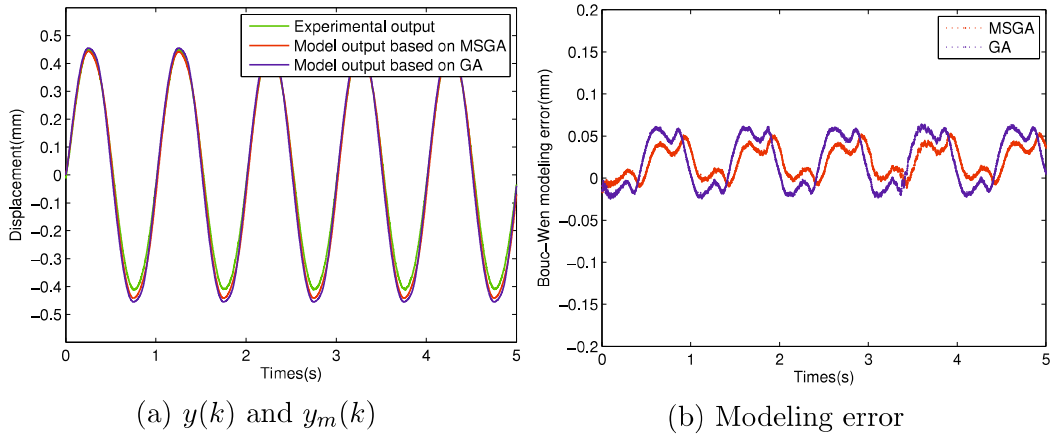 Experimental output
Model output based on MSGA
Model output based on GA
0.5
0.4
0.3
0.2
0.1
0
−0.1
−0.2
−0.3
−0.4
−0.5
Displacement(mm)
0 1 2 3 4 5
Times(s)
(a) y(k) and y_m(k)
MSGA
GA
0.2
0.15
0.1
0.05
0
−0.05
−0.1
−0.15
−0.2
Bouc−Wen modeling error(mm)
0 1 2 3 4 5
Times(s)
(b) Modeling error